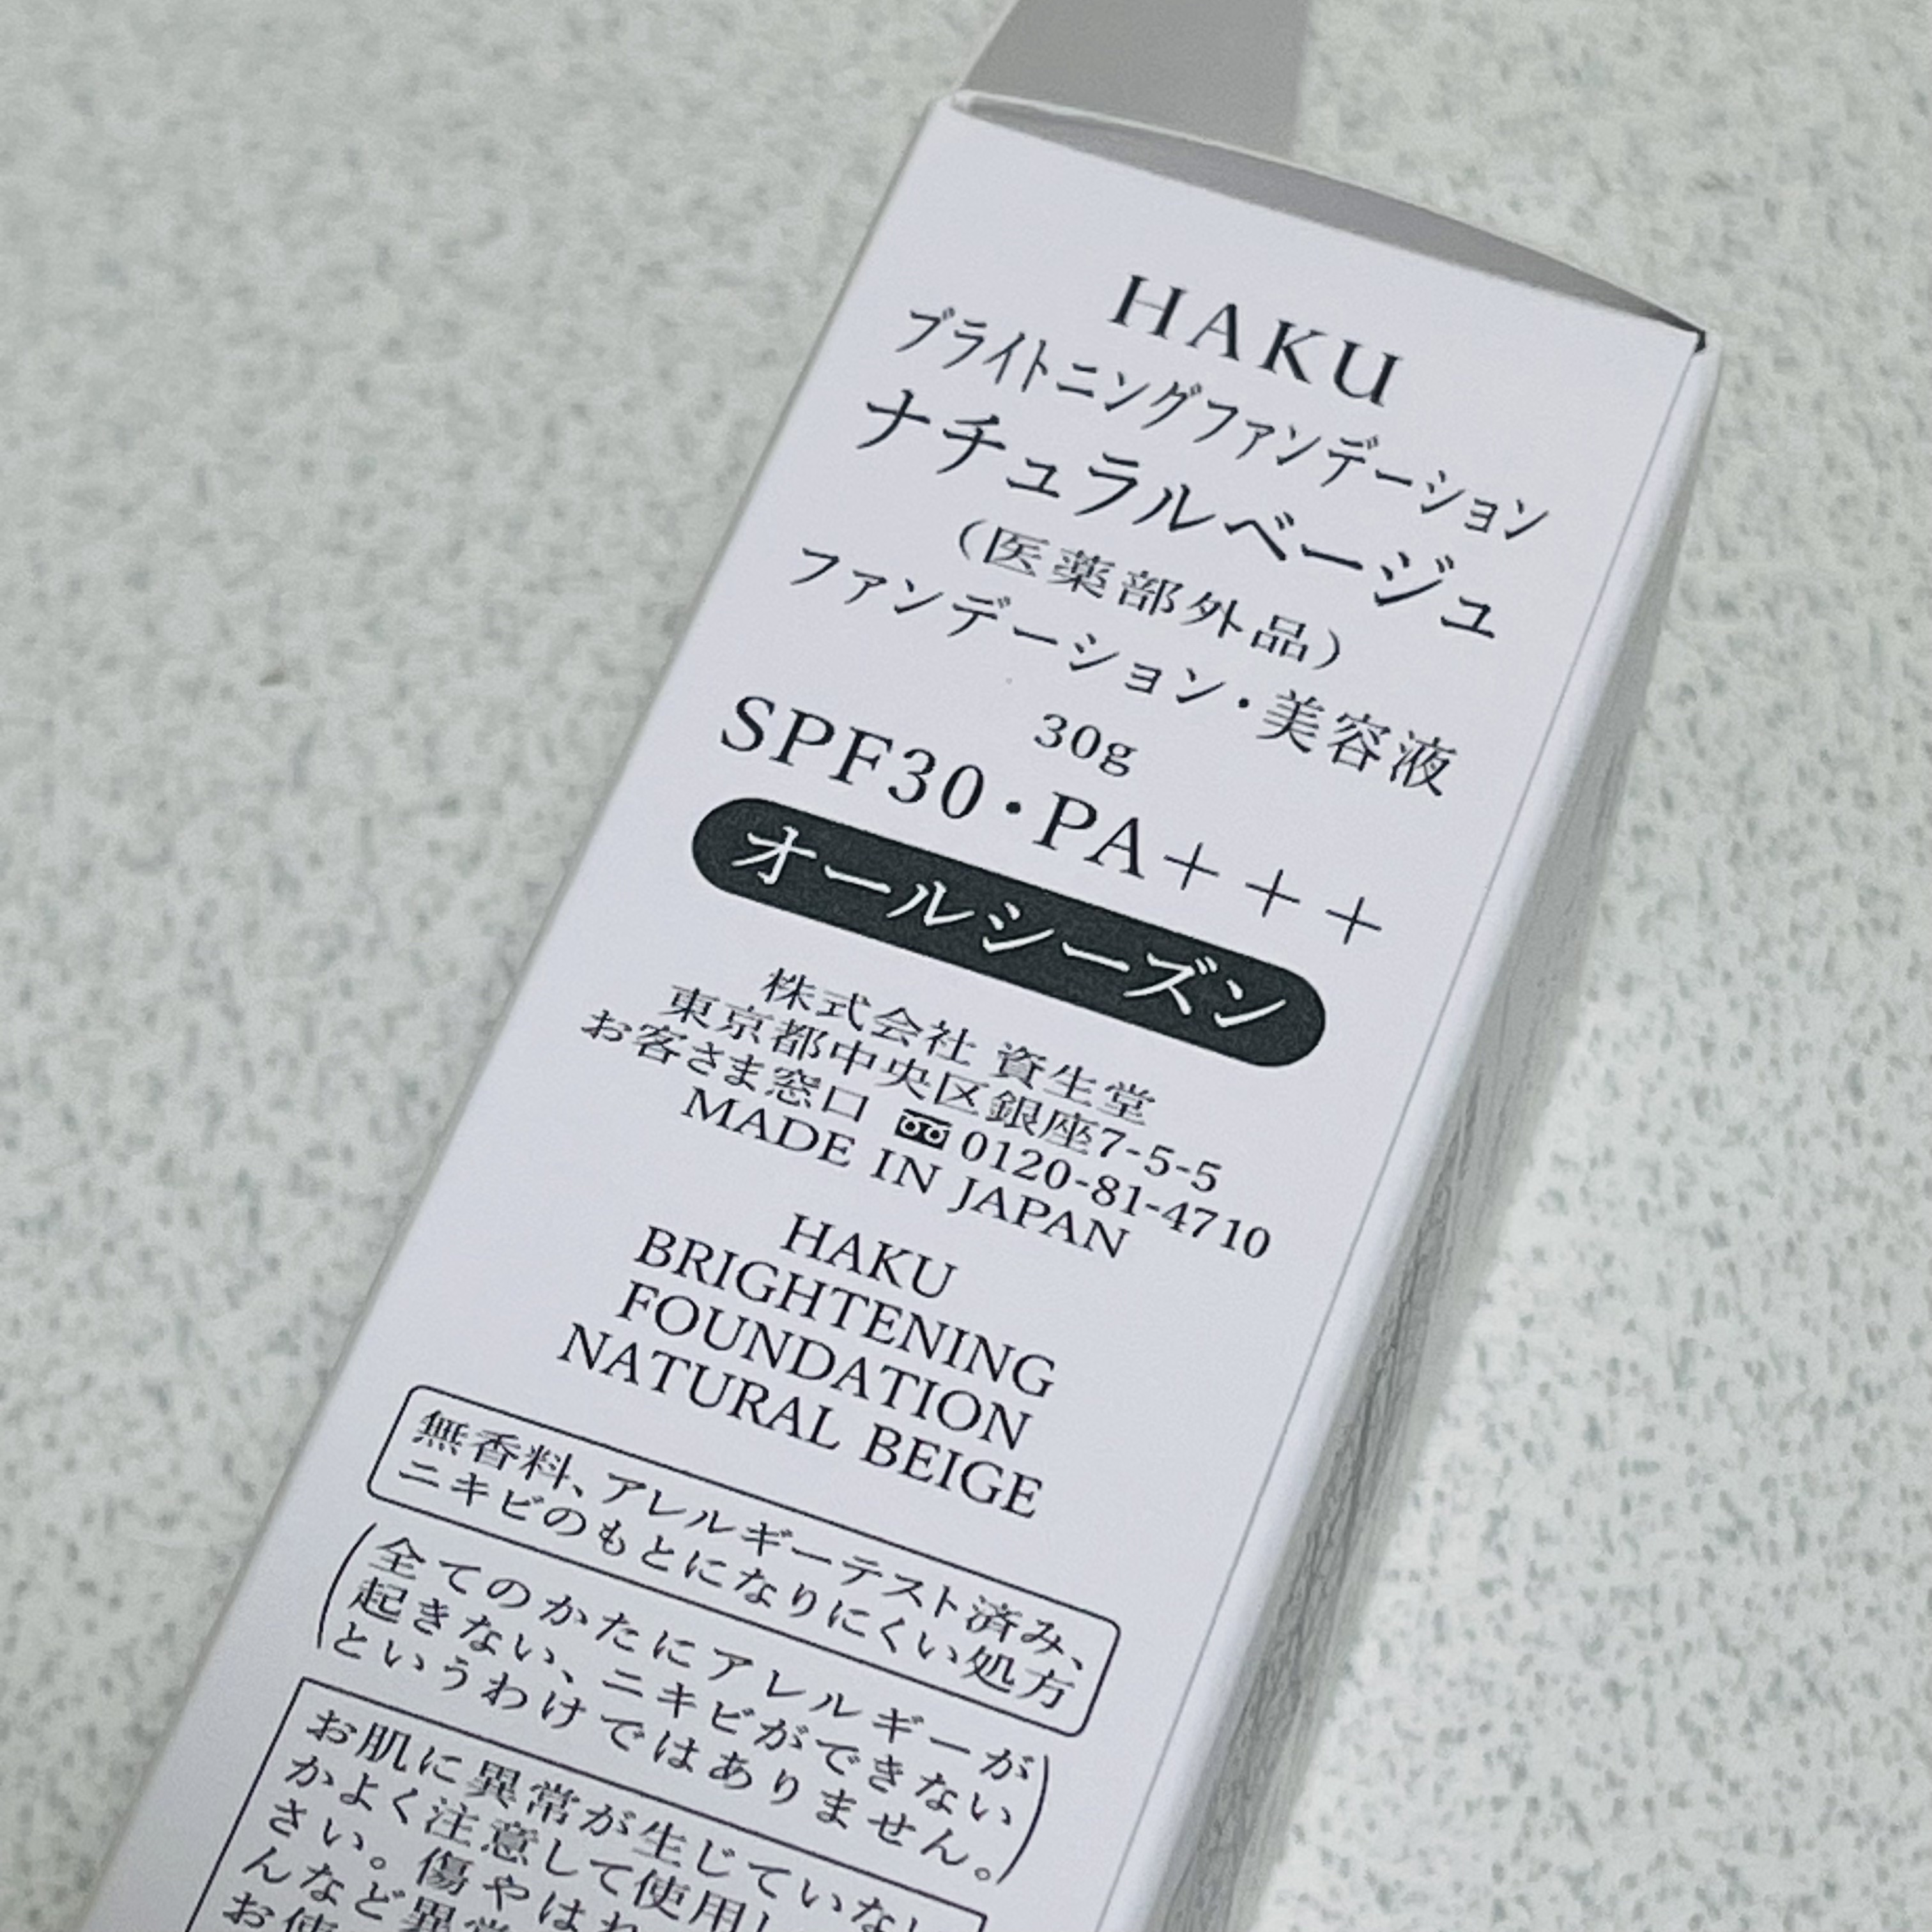 HAKU
ブライトニングファンデーション
ナチュラルベージュ
（医薬部外品）
ファンデーション・美容液
30g
SPF30・PA+++
オールシーズン
株式会社 資生堂
東京都中央区銀座7-5-5
お客さま窓口 0120-81-4710
MADE IN JAPAN
HAKU
BRIGHTENING
FOUNDATION
NATURAL BEIGE
無香料、アレルギーテスト済み、
ニキビのもとになりにくい処方
（全てのかたにアレルギーが
起きない、ニキビができない
というわけではありません。）
お肌に異常が生じていない
かよく注意して使用し
さい。傷やはれ
んなど異常
お使